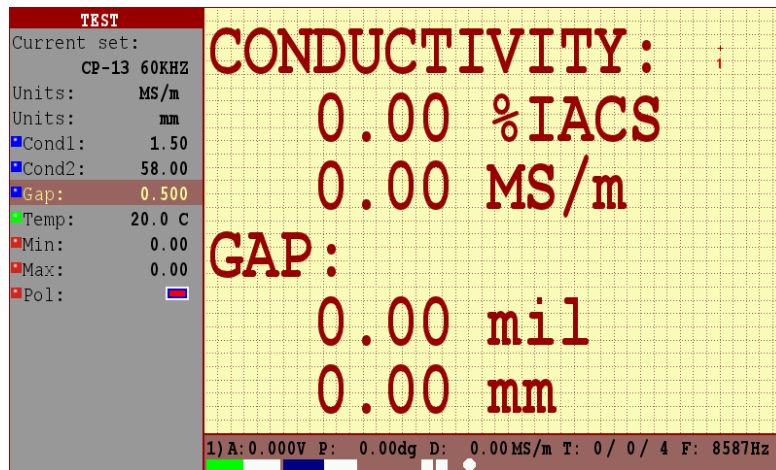 TEST
Current set:
CP-13 60KHZ
Units: MS/m
Units: mm
Cond1: 1.50
Cond2: 58.00
Gap: 0.500
Temp: 20.0 C
Min: 0.00
Max: 0.00
Pol:
CONDUCTIVITY:
+
1
0.00 %IACS
0.00 MS/m
GAP:
0.00 mil
0.00 mm
1)A:0.000V P: 0.00dg D: 0.00MS/m T: 0/ 0/ 4 F: 8587Hz